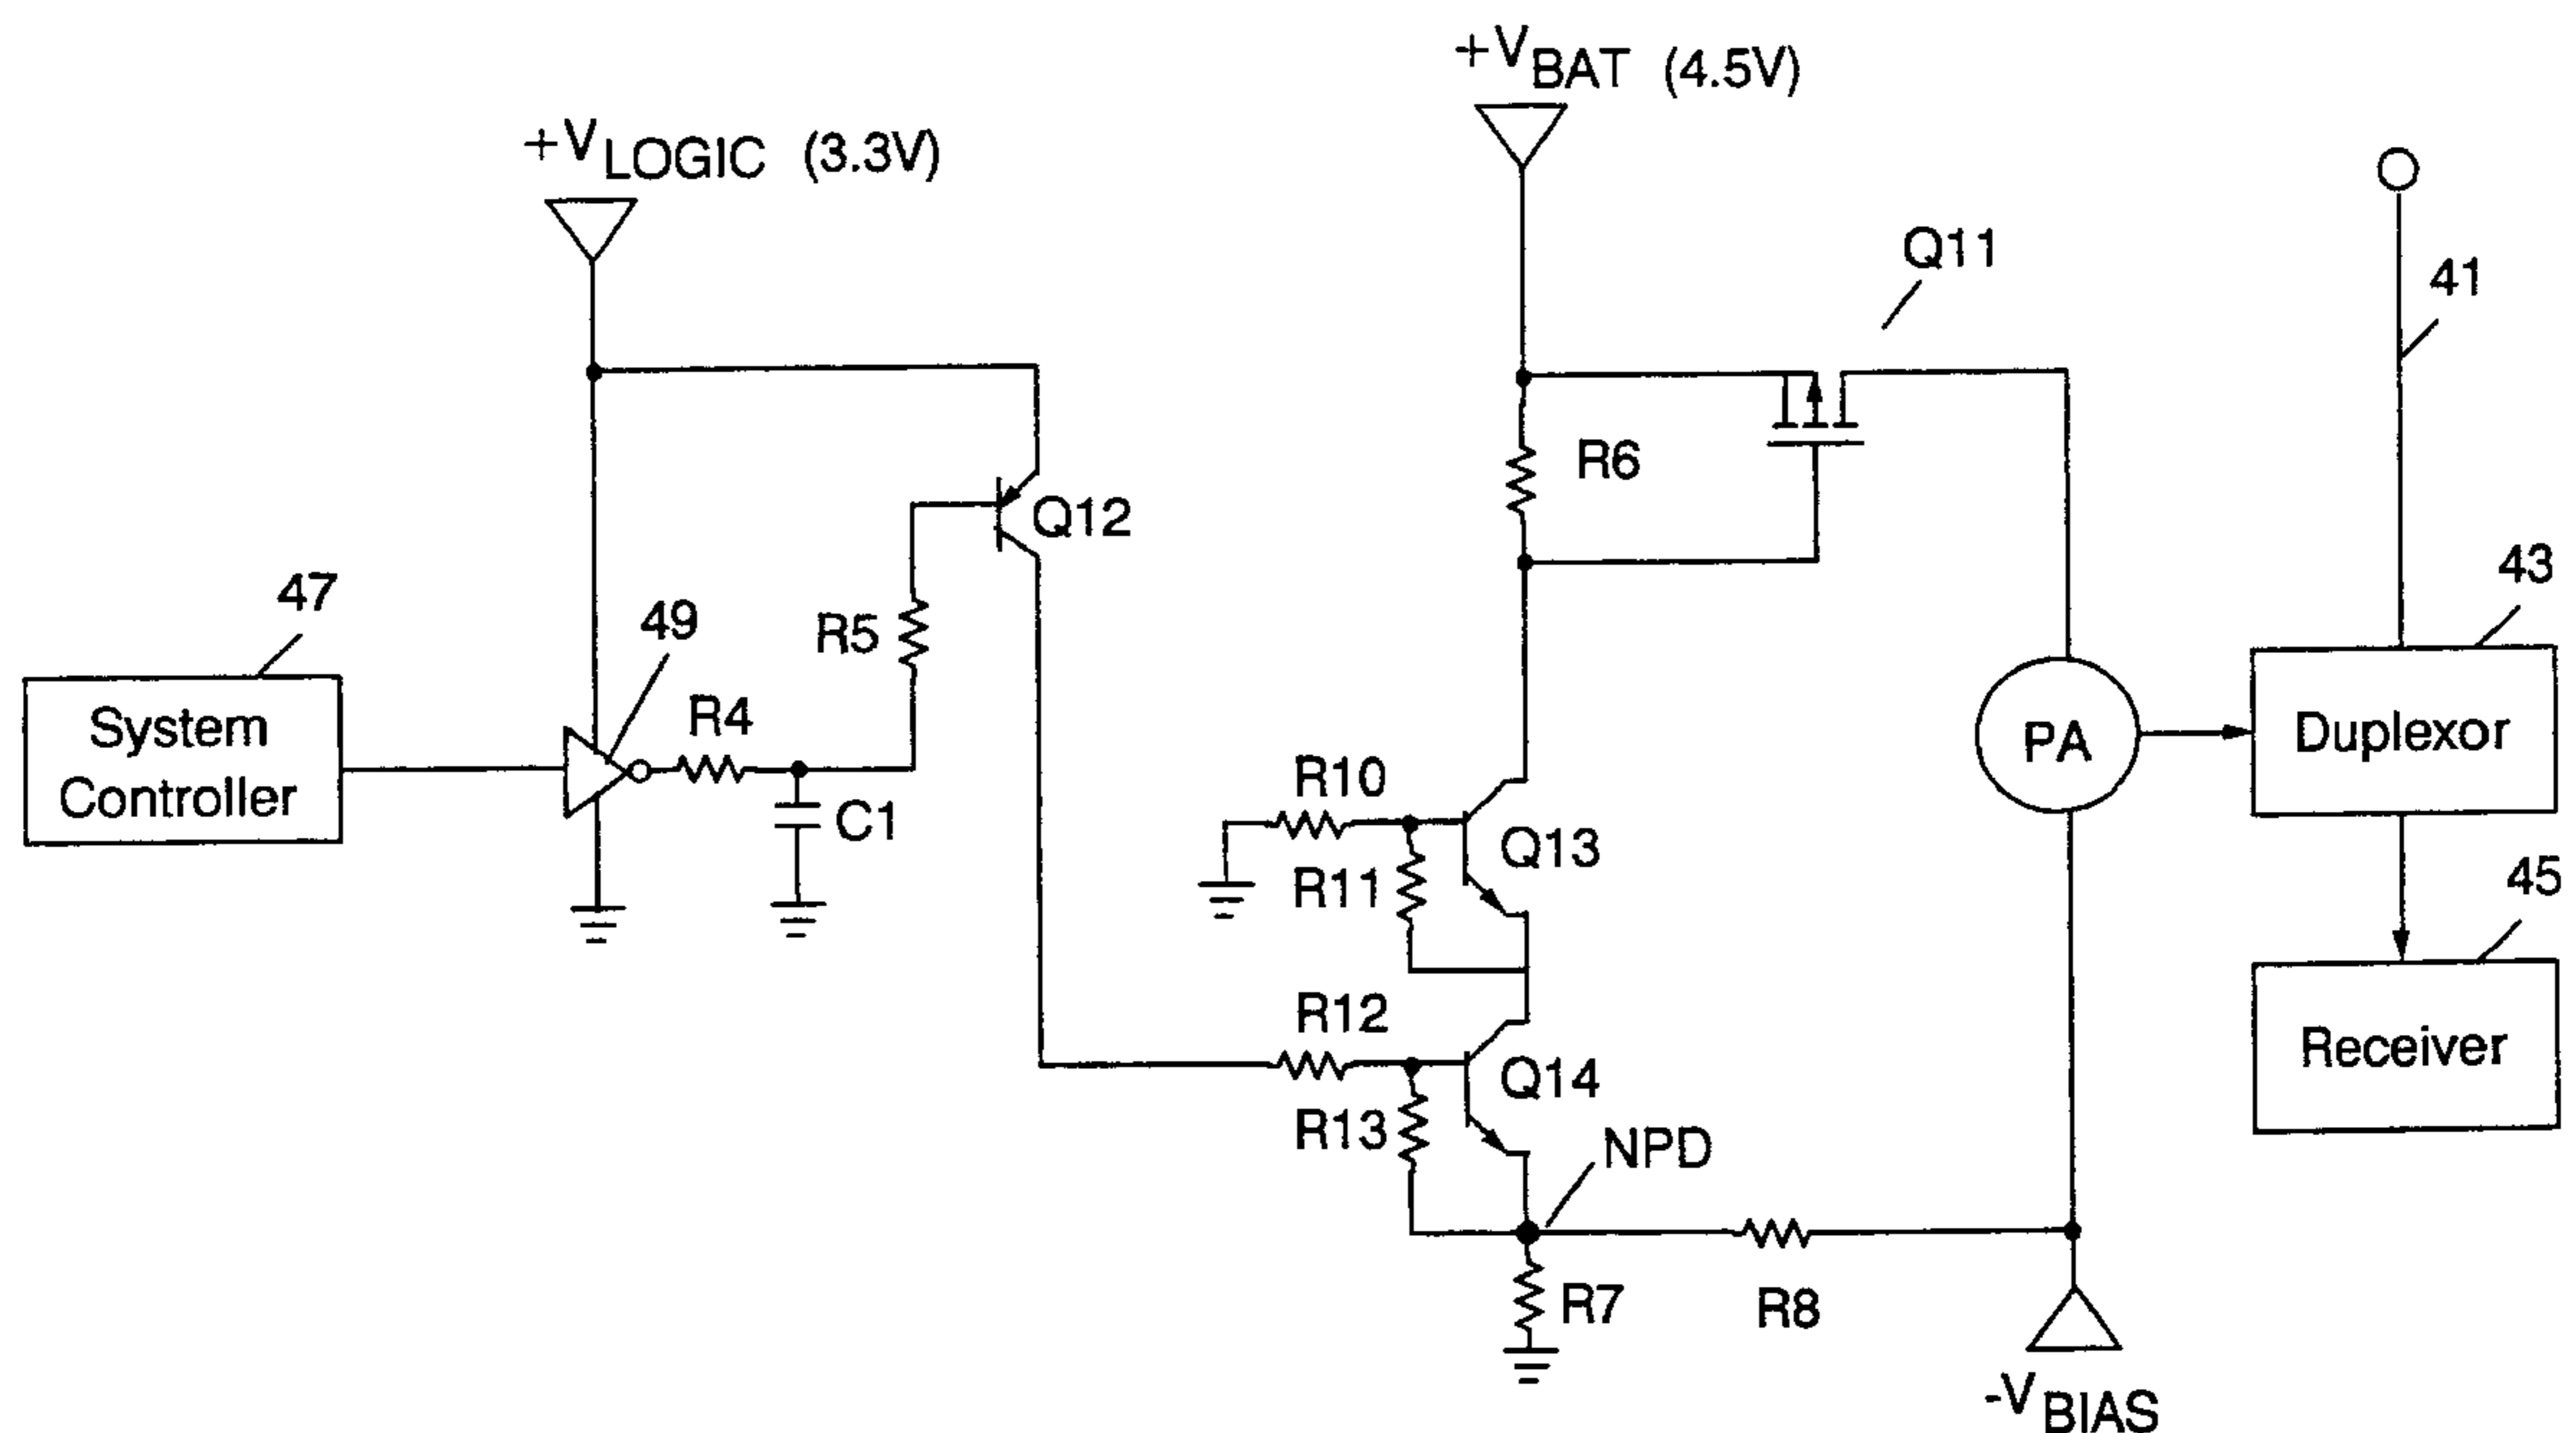 +VBAT (4.5V)
+VLOGIC (3.3V)
Q11
41
R6
Q12
47
49
R5
43
System
Controller
R4
C1
R10
Q13
R11
PA
Duplexor
45
R12
Q14
R13
NPD
Receiver
R7
R8
-VBIAS